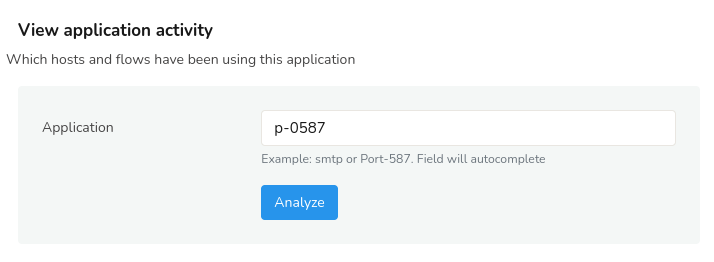 View application activity
Which hosts and flows have been using this application
Application
p-0587
Example: smtp or Port-587. Field will autocomplete
Analyze